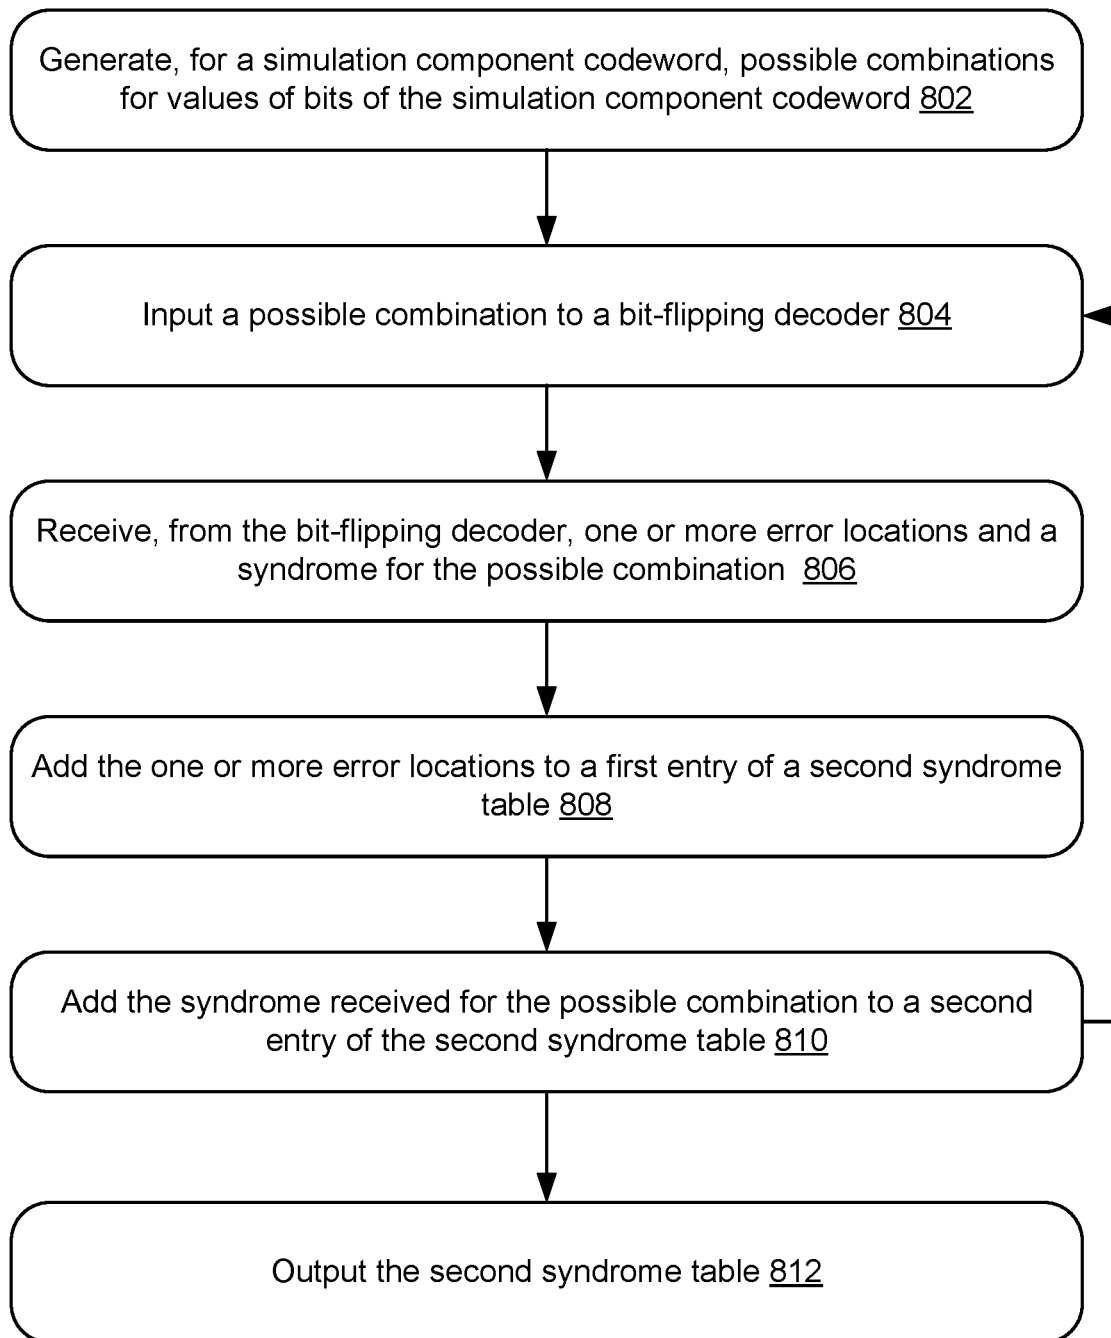 Generate, for a simulation component codeword, possible combinations
for values of bits of the simulation component codeword 802
Input a possible combination to a bit-flipping decoder 804
Receive, from the bit-flipping decoder, one or more error locations and a
syndrome for the possible combination 806
Add the one or more error locations to a first entry of a second syndrome
table 808
Add the syndrome received for the possible combination to a second
entry of the second syndrome table 810
Output the second syndrome table 812